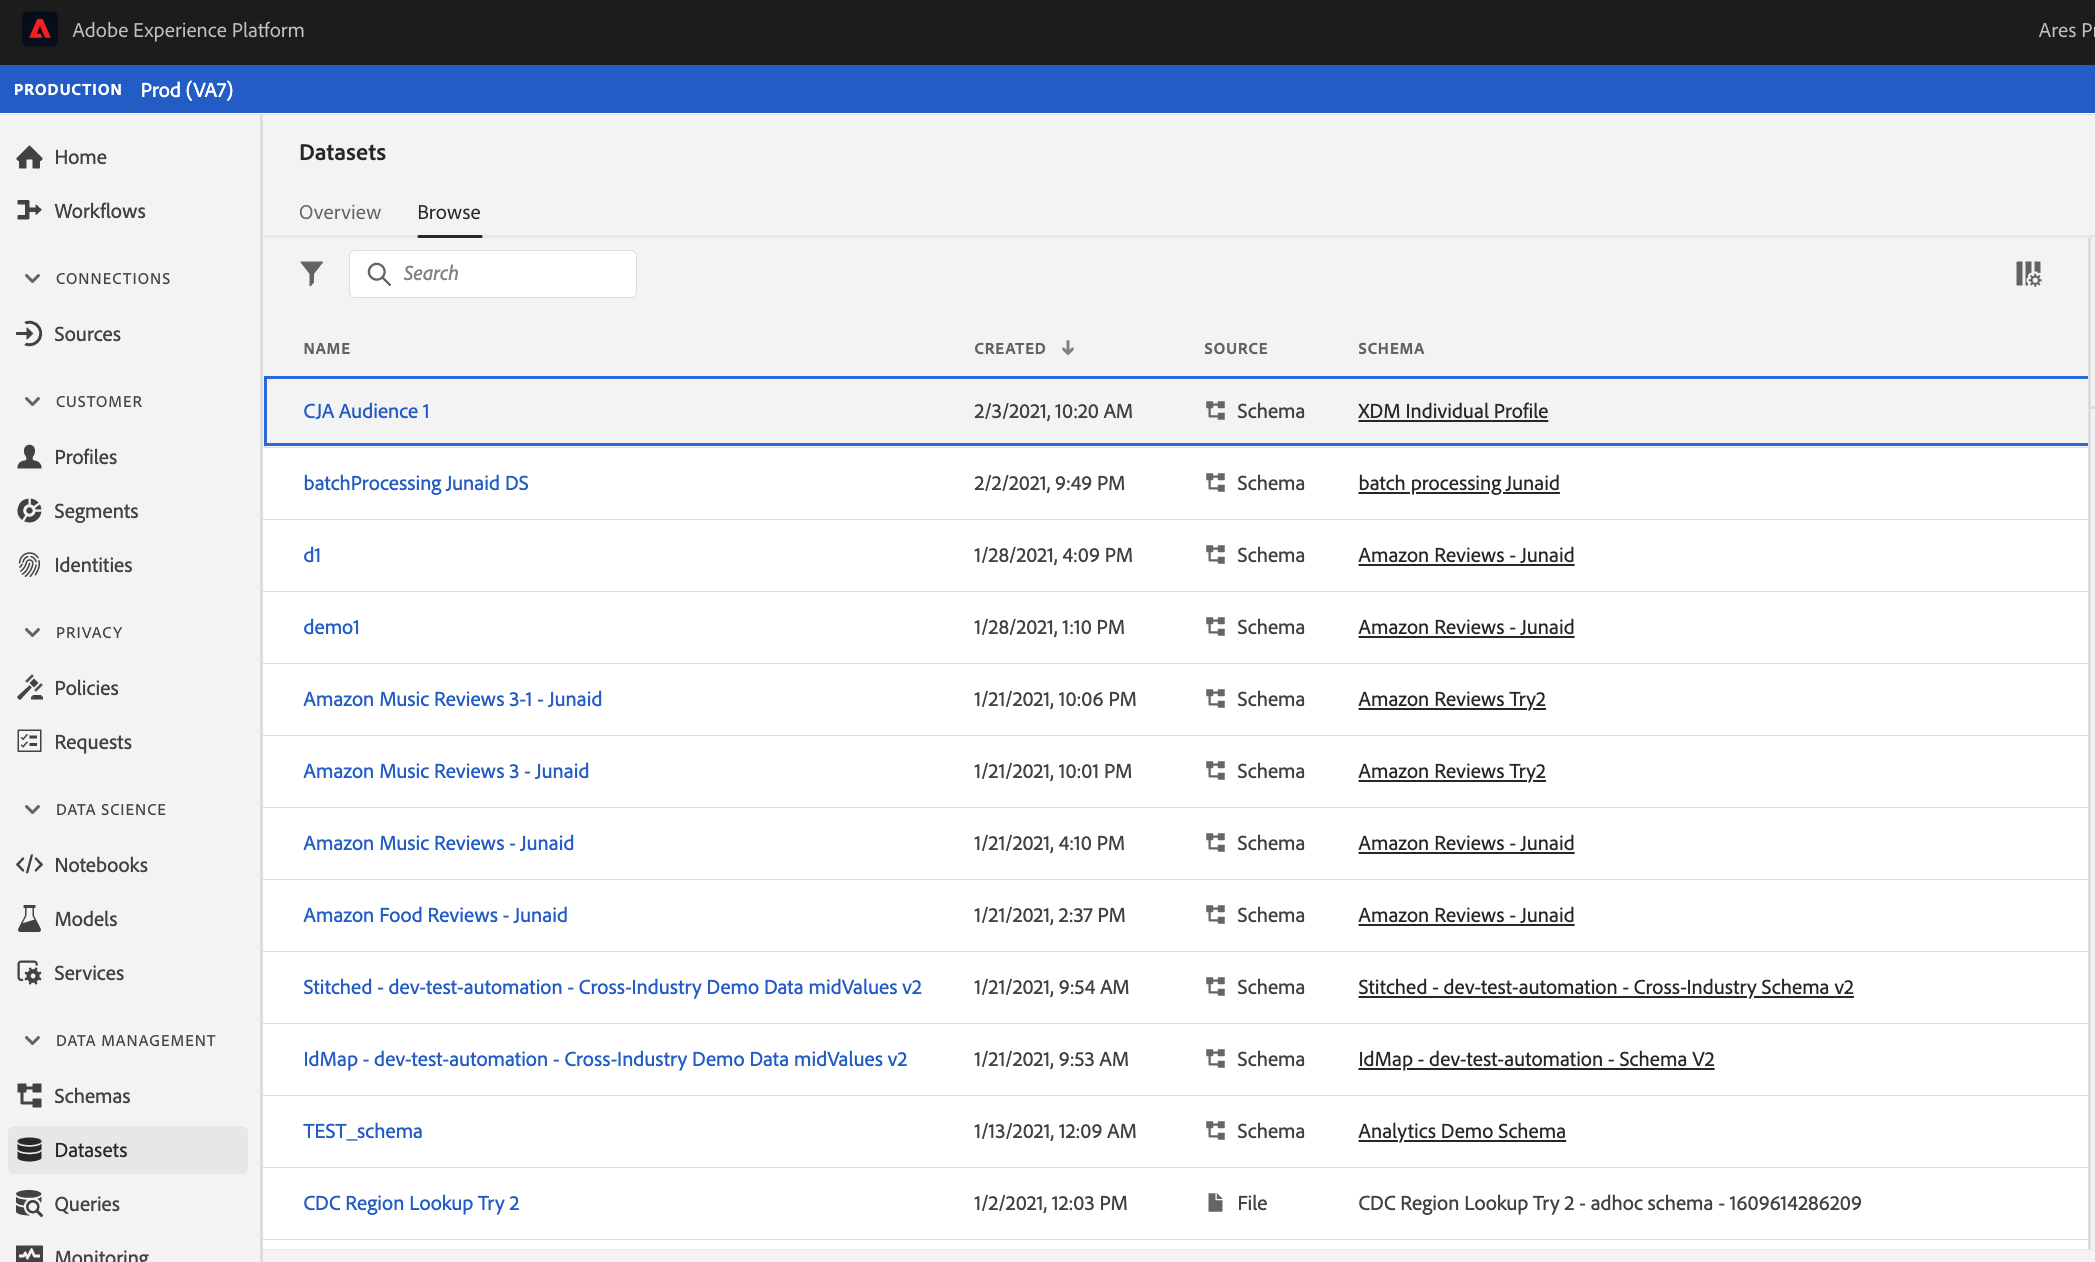 Adobe Experience Platform
Ares Pr
PRODUCTION Prod (VA7)
Home
Workflows
CONNECTIONS
Sources
CUSTOMER
Profiles
Segments
Identities
PRIVACY
Policies
Requests
DATA SCIENCE
Notebooks
Models
Services
DATA MANAGEMENT
Schemas
Datasets
Queries
Monitoring
Datasets
Overview Browse
Search
NAME CREATED SOURCE SCHEMA
CJA Audience 1 2/3/2021, 10:20 AM Schema XDM Individual Profile
batchProcessing Junaid DS 2/2/2021, 9:49 PM Schema batch processing Junaid
d1 1/28/2021, 4:09 PM Schema Amazon Reviews - Junaid
demo1 1/28/2021, 1:10 PM Schema Amazon Reviews - Junaid
Amazon Music Reviews 3-1 - Junaid 1/21/2021, 10:06 PM Schema Amazon Reviews Try2
Amazon Music Reviews 3 - Junaid 1/21/2021, 10:01 PM Schema Amazon Reviews Try2
Amazon Music Reviews - Junaid 1/21/2021, 4:10 PM Schema Amazon Reviews - Junaid
Amazon Food Reviews - Junaid 1/21/2021, 2:37 PM Schema Amazon Reviews - Junaid
Stitched - dev-test-automation - Cross-Industry Demo Data midValues v2 1/21/2021, 9:54 AM Schema Stitched - dev-test-automation - Cross-Industry Schema v2
IdMap - dev-test-automation - Cross-Industry Demo Data midValues v2 1/21/2021, 9:53 AM Schema IdMap - dev-test-automation - Schema V2
TEST_schema 1/13/2021, 12:09 AM Schema Analytics Demo Schema
CDC Region Lookup Try 2 1/2/2021, 12:03 PM File CDC Region Lookup Try 2 - adhoc schema - 1609614286209